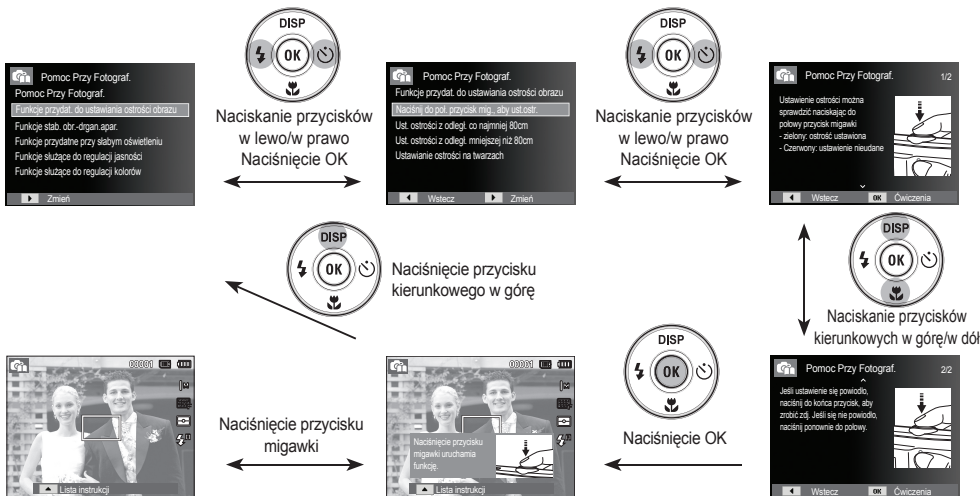 DISP
OK
Naciskanie przycisków
w lewo/w prawo
Naciśnięcie OK
DISP
OK
Naciskanie przycisków
w lewo/w prawo
Naciśnięcie OK
Pomoc Przy Fotograf.
Pomoc Przy Fotograf.
Funkcje przydat. do ustawiania ostrości obrazu
Funkcje stab. obr.-drgan.apar.
Funkcje przydatne przy słabym oświetleniu
Funkcje służące do regulacji jasności
Funkcje służące do regulacji kolorów
Zmień
Pomoc Przy Fotograf.
Funkcje przydat. do ustawiania ostrości obrazu
Naciśnij do poł. przycisk mig., aby ust.ostr.
Ust. ostrości z odległ. co najmniej 80cm
Ust. ostrości z odległ. mniejszej niż 80cm
Ustawianie ostrości na twarzach
Wstecz Zmień
Pomoc Przy Fotograf. 1/2
Ustawienie ostrości można
sprawdzić naciskając do
połowy przycisk migawki
- zielony: ostrość ustawiona
- Czerwony: ustawienie nieudane
Wstecz OK Ćwiczenia
DISP
OK
Naciśnięcie przycisku
kierunkowego w górę
DISP
OK
Naciskanie przycisków
kierunkowych w górę/w dół
00001
Lista instrukcji
Naciśnięcie przycisku
migawki
00001
Naciśnięcie przycisku
migawki uruchamia
funkcję.
Lista instrukcji
DISP
OK
Naciśnięcie OK
Pomoc Przy Fotograf. 2/2
Jeśli ustawienie się powiodło,
naciśnij do końca przycisk, aby
zrobić zdj. Jeśli się nie powiodło,
naciśnij ponownie do połowy.
Wstecz OK Ćwiczenia